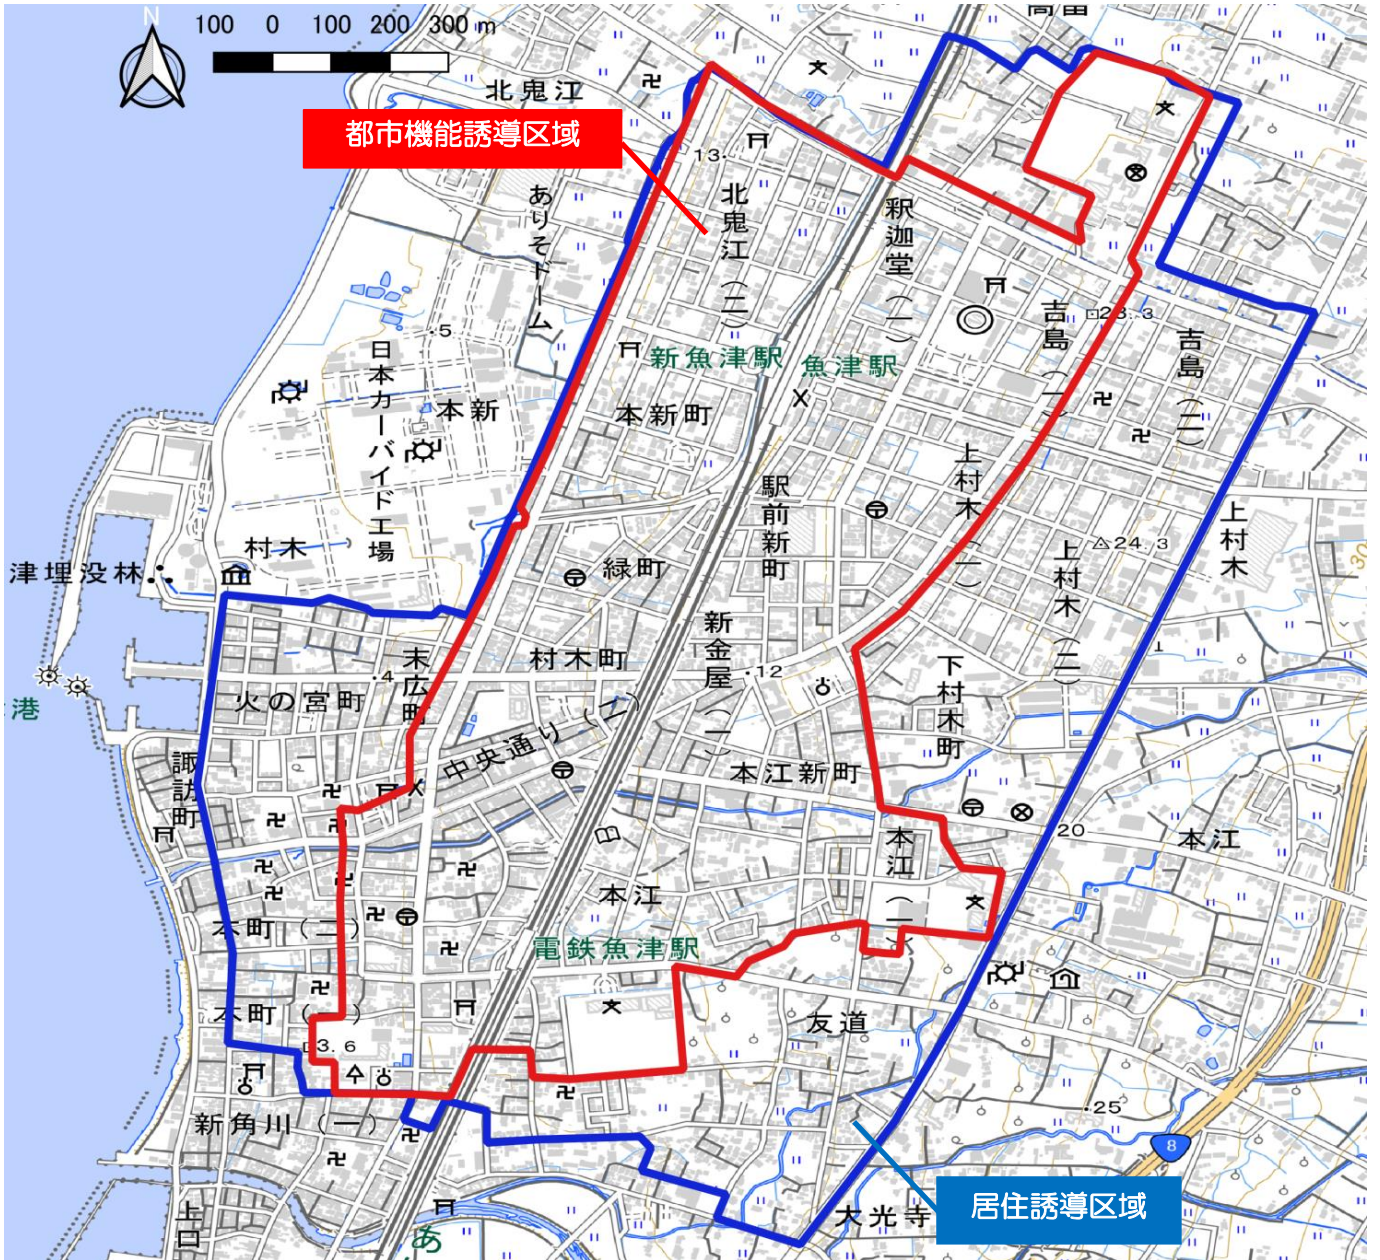 N
100 0 100 200 300 m
北鬼江
都市機能誘導区域
13
北鬼江(二)
釈迦堂(一)
ありそドーム
5
日本カーバイド工場
本新
新魚津駅
魚津駅
本新町
吉島(一)
23.3
吉島(二)
上村木(一)
駅前新町
上村木
24.3
上村木(二)
村木
津埋没林
緑町
新金屋(一)
村木町
12
末広町
4
火の宮町
下村木町
港
諏訪町
中央通り(二)
本江新町
20
本江
本江(一)
本江
本町(二)
電鉄魚津駅
本町(一)
友道
3.6
新角川(一)
25
8
居住誘導区域
大光寺
上口
あ